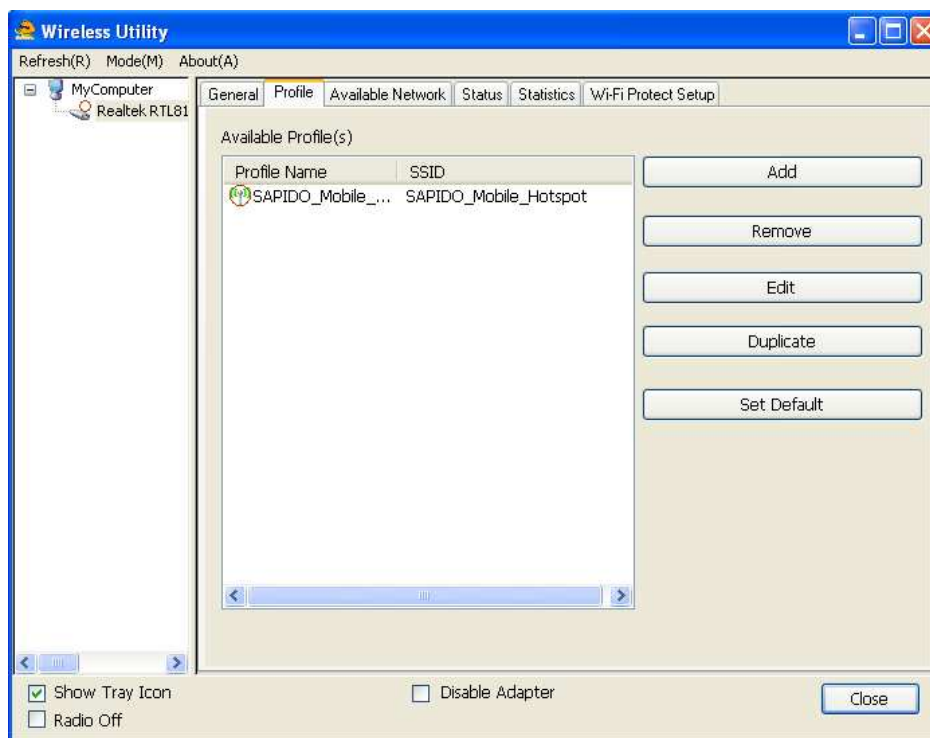 Wireless Utility
Refresh(R) Mode(M) About(A)
MyComputer
Realtek RTL81
General Profile Available Network Status Statistics Wi-Fi Protect Setup
Available Profile(s)
Profile Name SSID
SAPIDO_Mobile_... SAPIDO_Mobile_Hotspot
Add
Remove
Edit
Duplicate
Set Default
Show Tray Icon
Disable Adapter
Radio Off
Close